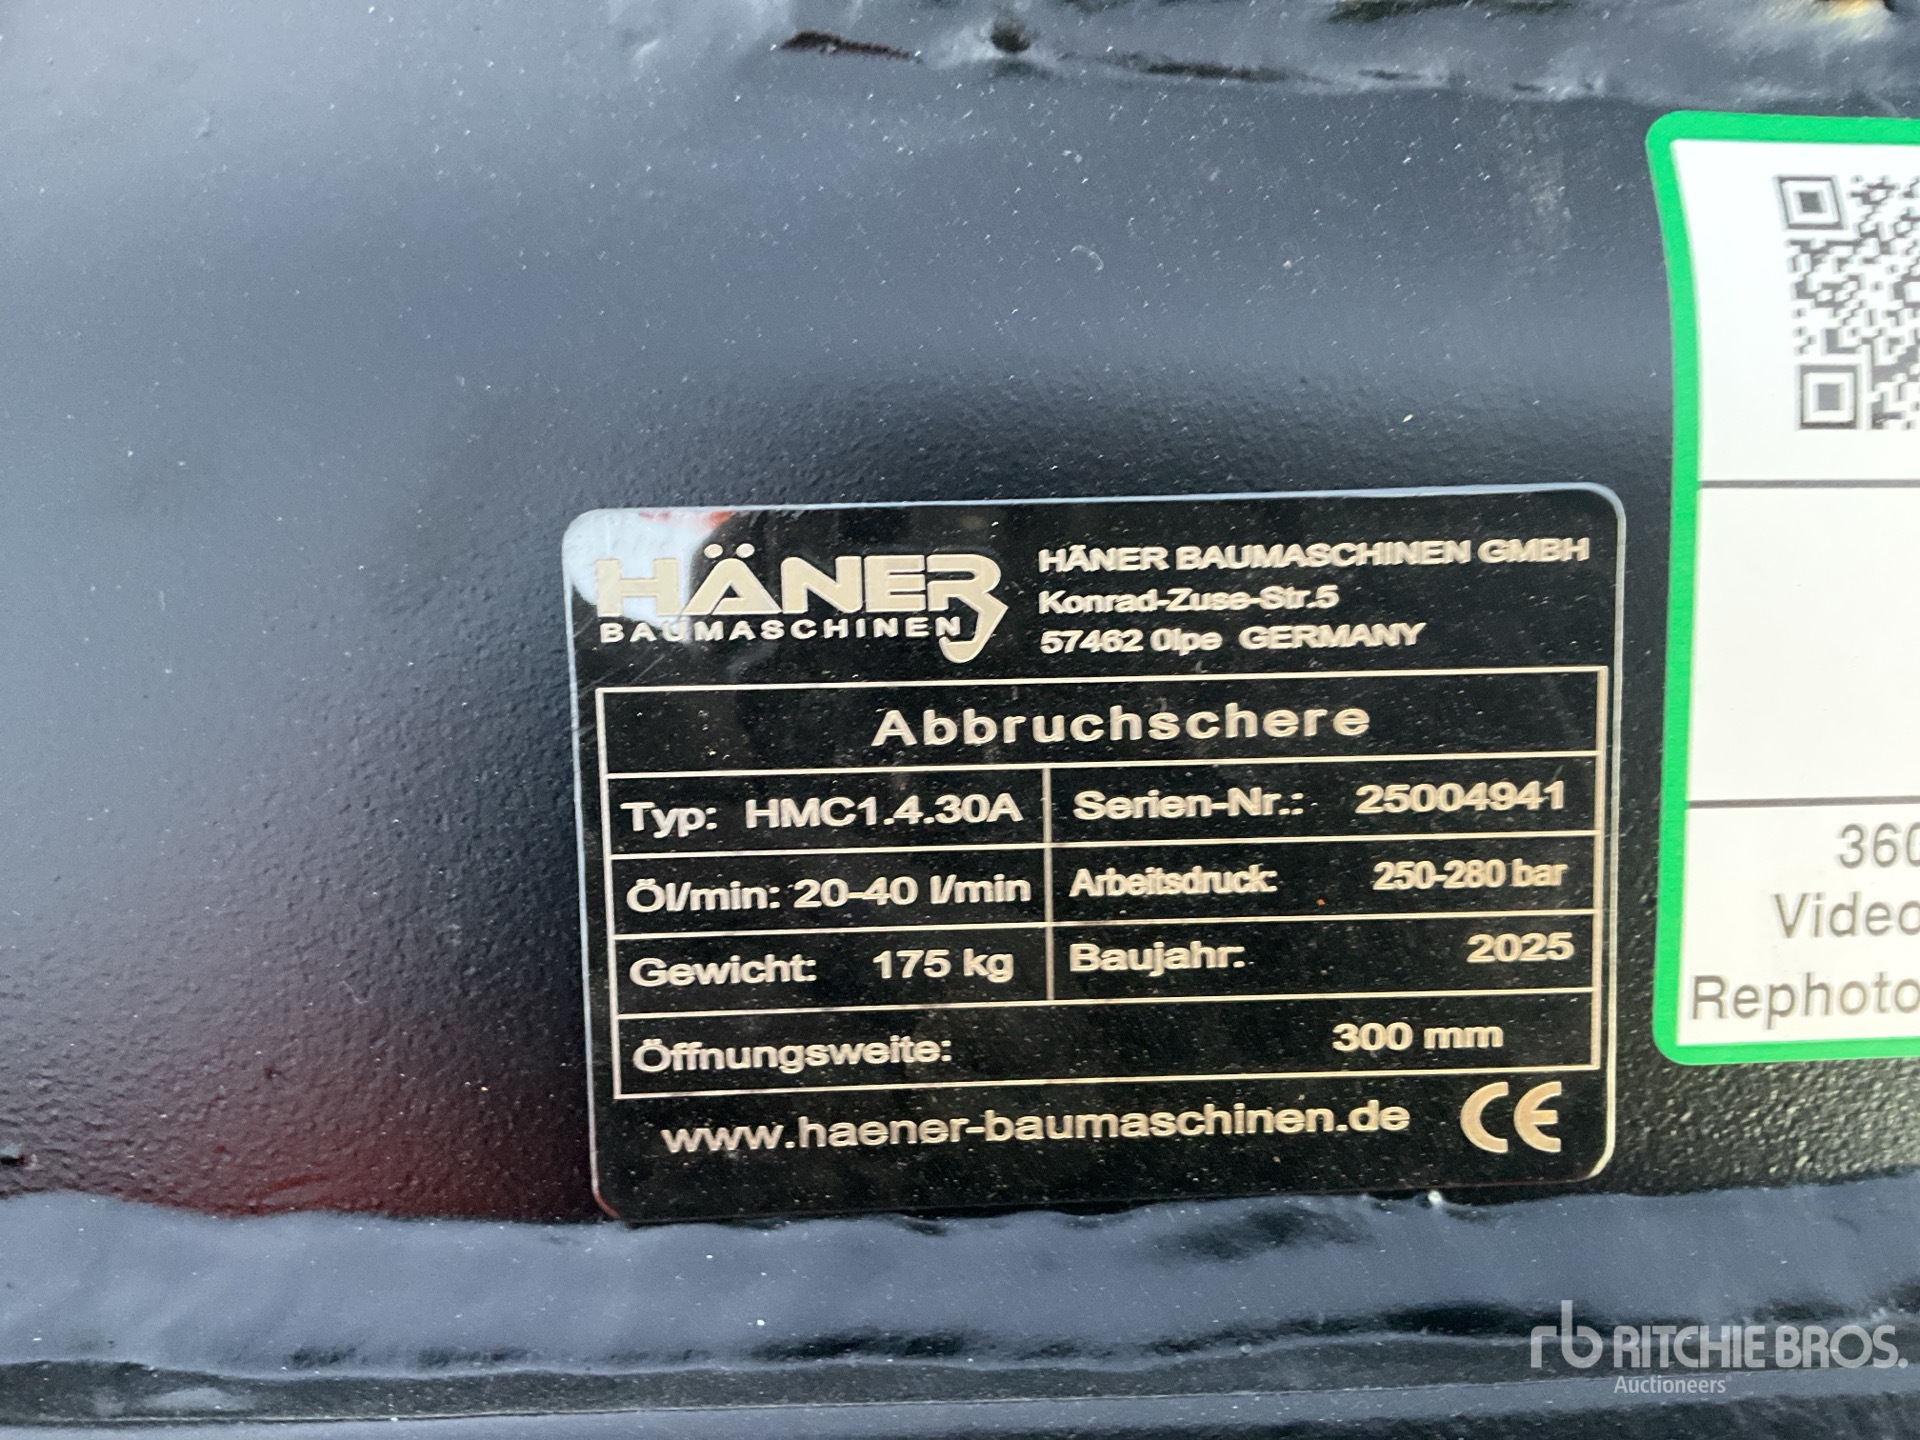 HÄNER
BAUMASCHINEN
HÄNER BAUMASCHINEN GMBH
Konrad-Zuse-Str.5
57462 Olpe GERMANY
Abbruchschere
Typ: HMC1.4.30A
Serien-Nr.: 25004941
Öl/min: 20-40 l/min
Arbeitsdruck: 250-280 bar
Gewicht: 175 kg
Baujahr: 2025
Öffnungsweite: 300 mm
www.haener-baumaschinen.de CE
360
Video
Rephoto
rb RITCHIE BROS.
Auctioneers